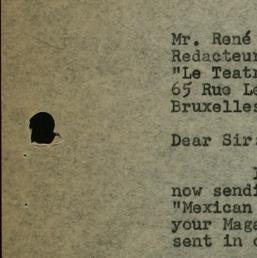 Mr. René
Redacteur
"Le Teatr
65 Rue Le
Bruxelles
Dear Sir:
now sendi
"Mexican
your Maga
sent in